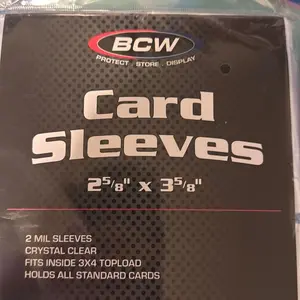 BCW
PROTECT . STORE . DISPLAY
Card
Sleeves
2 5/8" x 3 5/8"
2 MIL SLEEVES
CRYSTAL CLEAR
FITS INSIDE 3X4 TOPLOAD
HOLDS ALL STANDARD CARDS